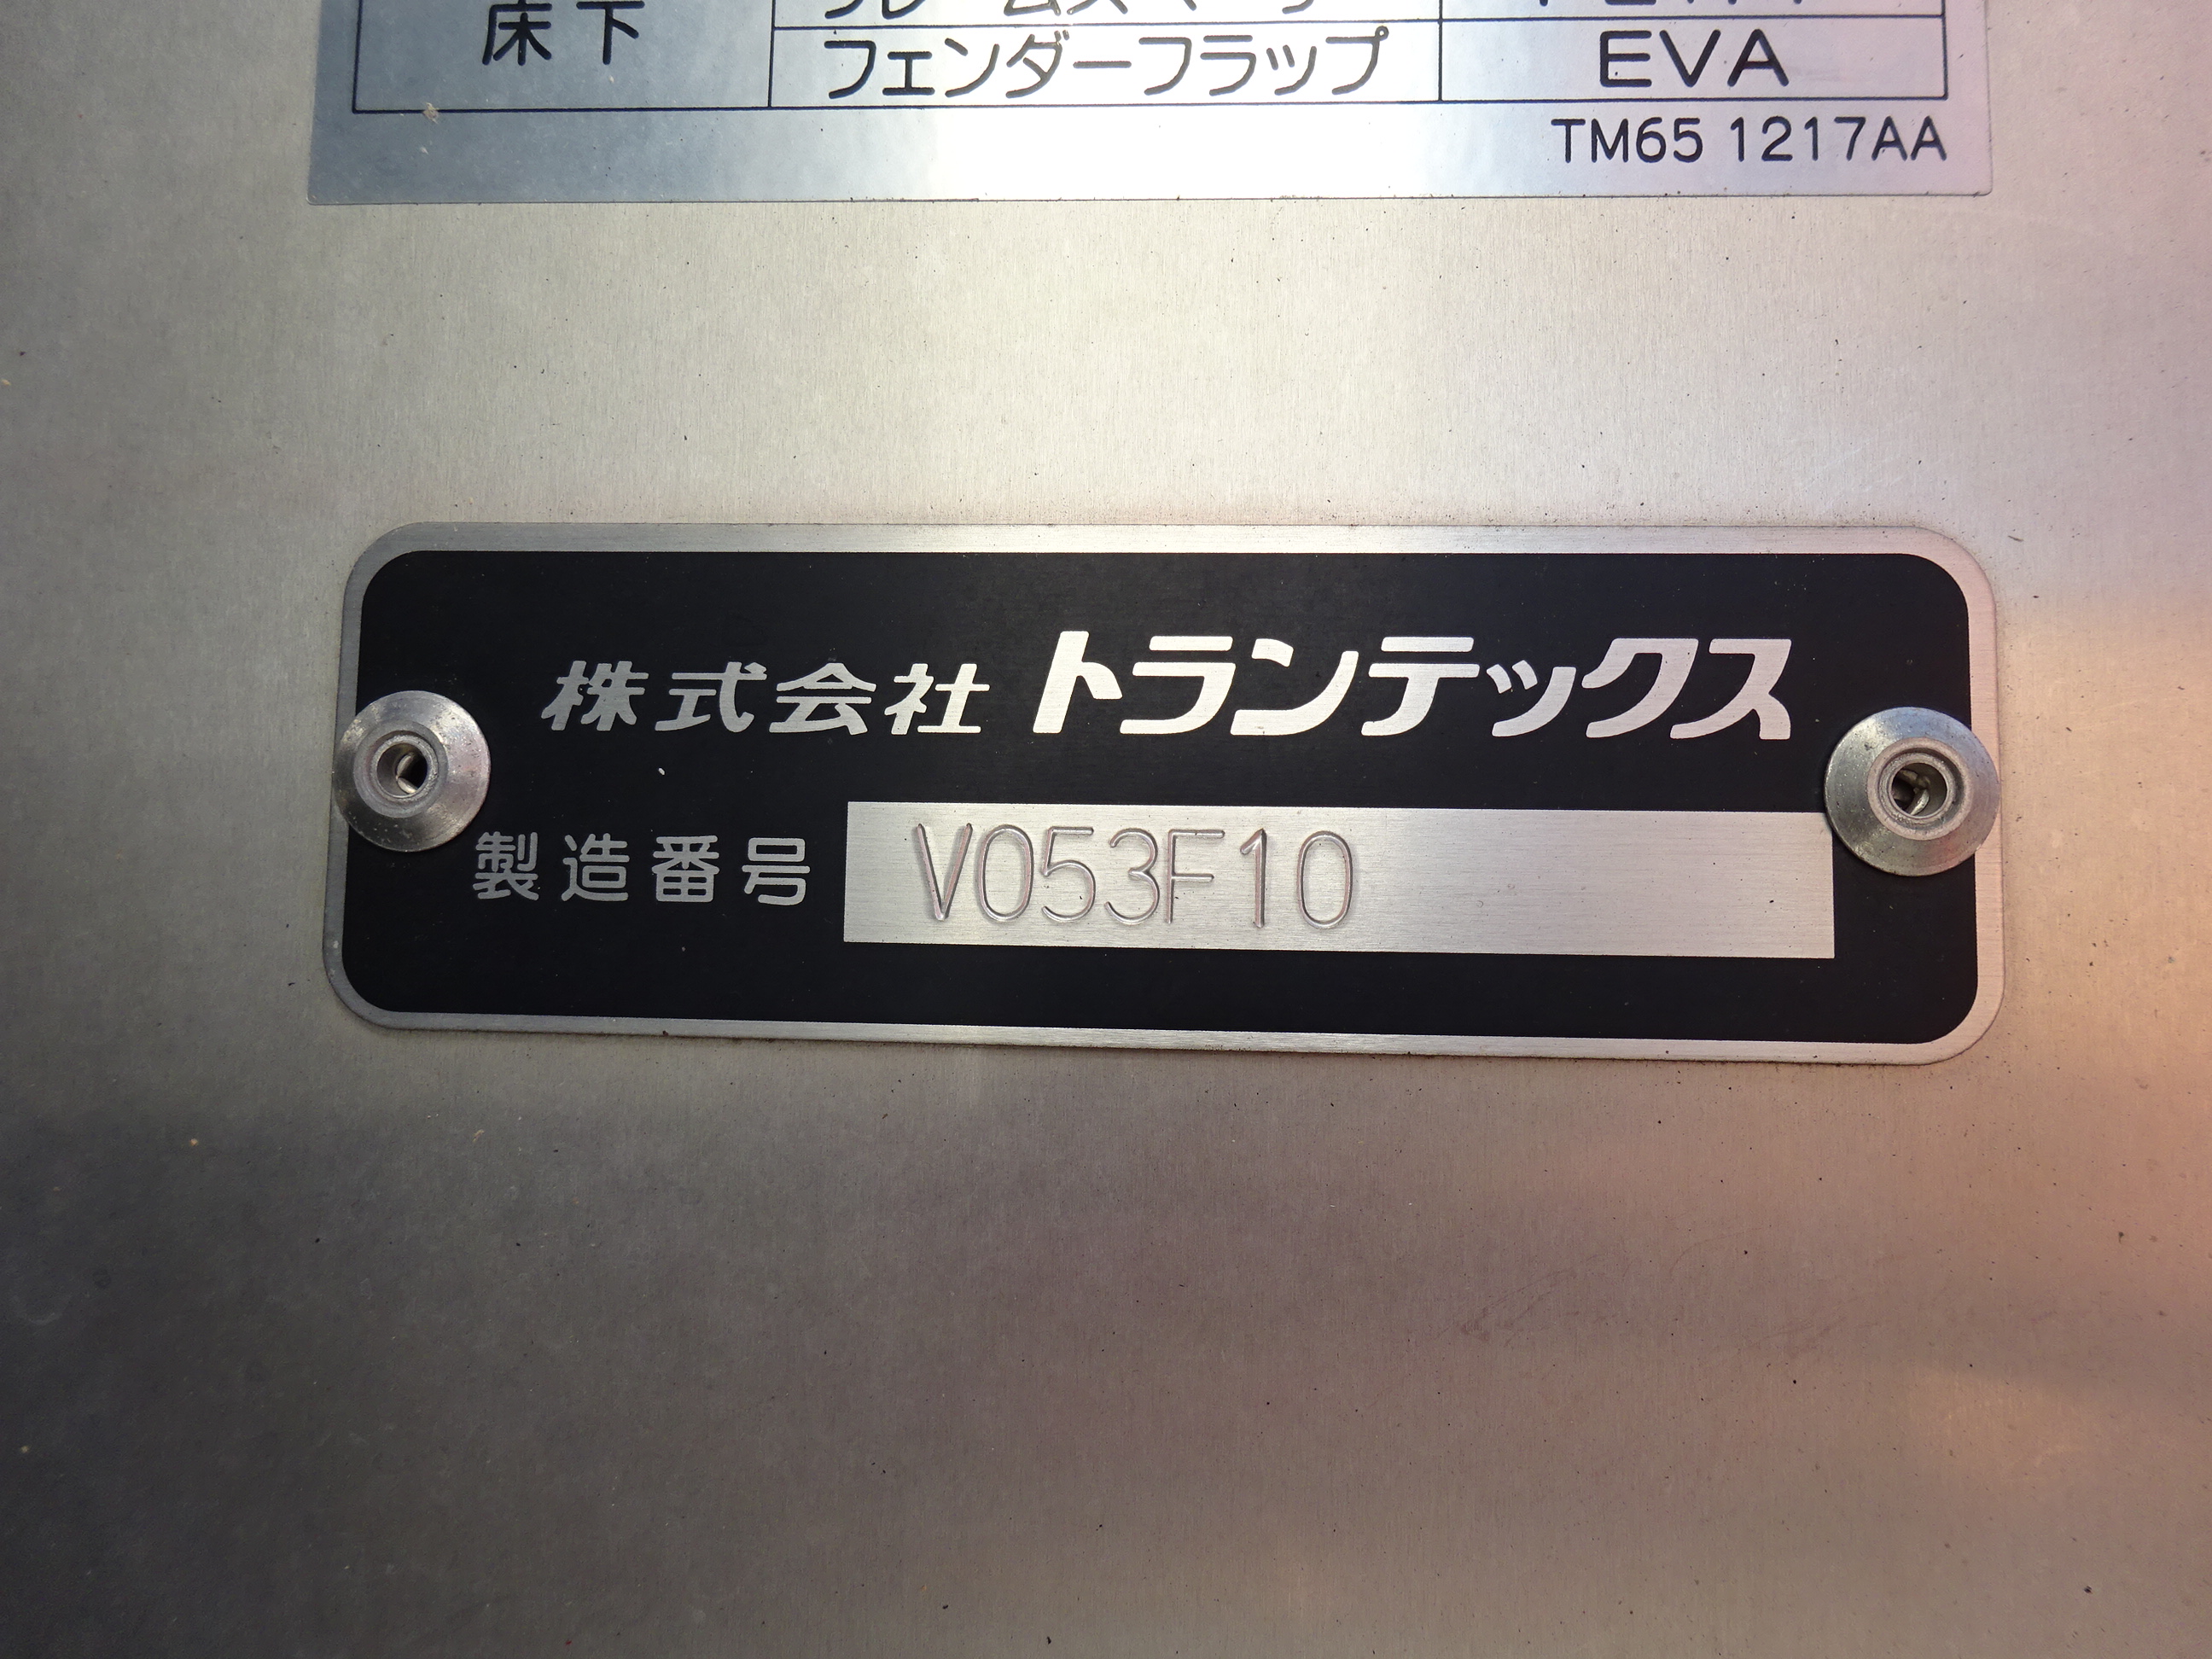 床下
フェンダーフラップ
EVA
TM65 1217AA
株式会社 トランテックス
製造番号 V053F10